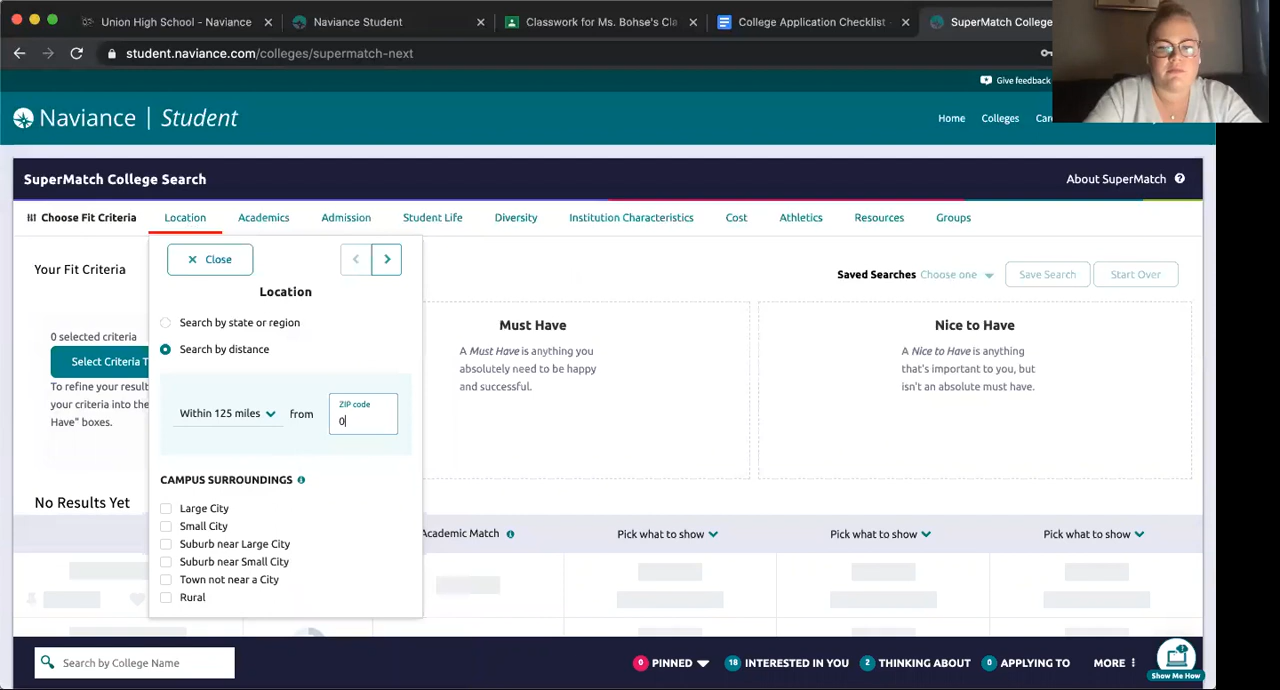 Union High School - Naviance
Naviance Student
Classwork for Ms. Bohse's Cla
College Application Checklist
SuperMatch College
student.naviance.com/colleges/supermatch-next
Give feedback
Naviance | Student
Home
Colleges
SuperMatch College Search
About SuperMatch
Choose Fit Criteria
Location
Academics
Admission
Student Life
Diversity
Institution Characteristics
Cost
Athletics
Resources
Groups
Close
Your Fit Criteria
Saved Searches Choose one
Save Search
Start Over
Location
0 selected criteria
Select Criteria T
To refine your result
your criteria into the
Have" boxes.
Search by state or region
Search by distance
Within 125 miles
from
ZIP code
0
Must Have
A Must Have is anything you
absolutely need to be happy
and successful.
Nice to Have
A Nice to Have is anything
that's important to you, but
isn't an absolute must have.
CAMPUS SURROUNDINGS
Large City
Small City
Suburb near Large City
Suburb near Small City
Town not near a City
Rural
No Results Yet
Academic Match
Pick what to show
Pick what to show
Pick what to show
Search by College Name
0 PINNED
18 INTERESTED IN YOU
2 THINKING ABOUT
0 APPLYING TO
MORE
Show Me How